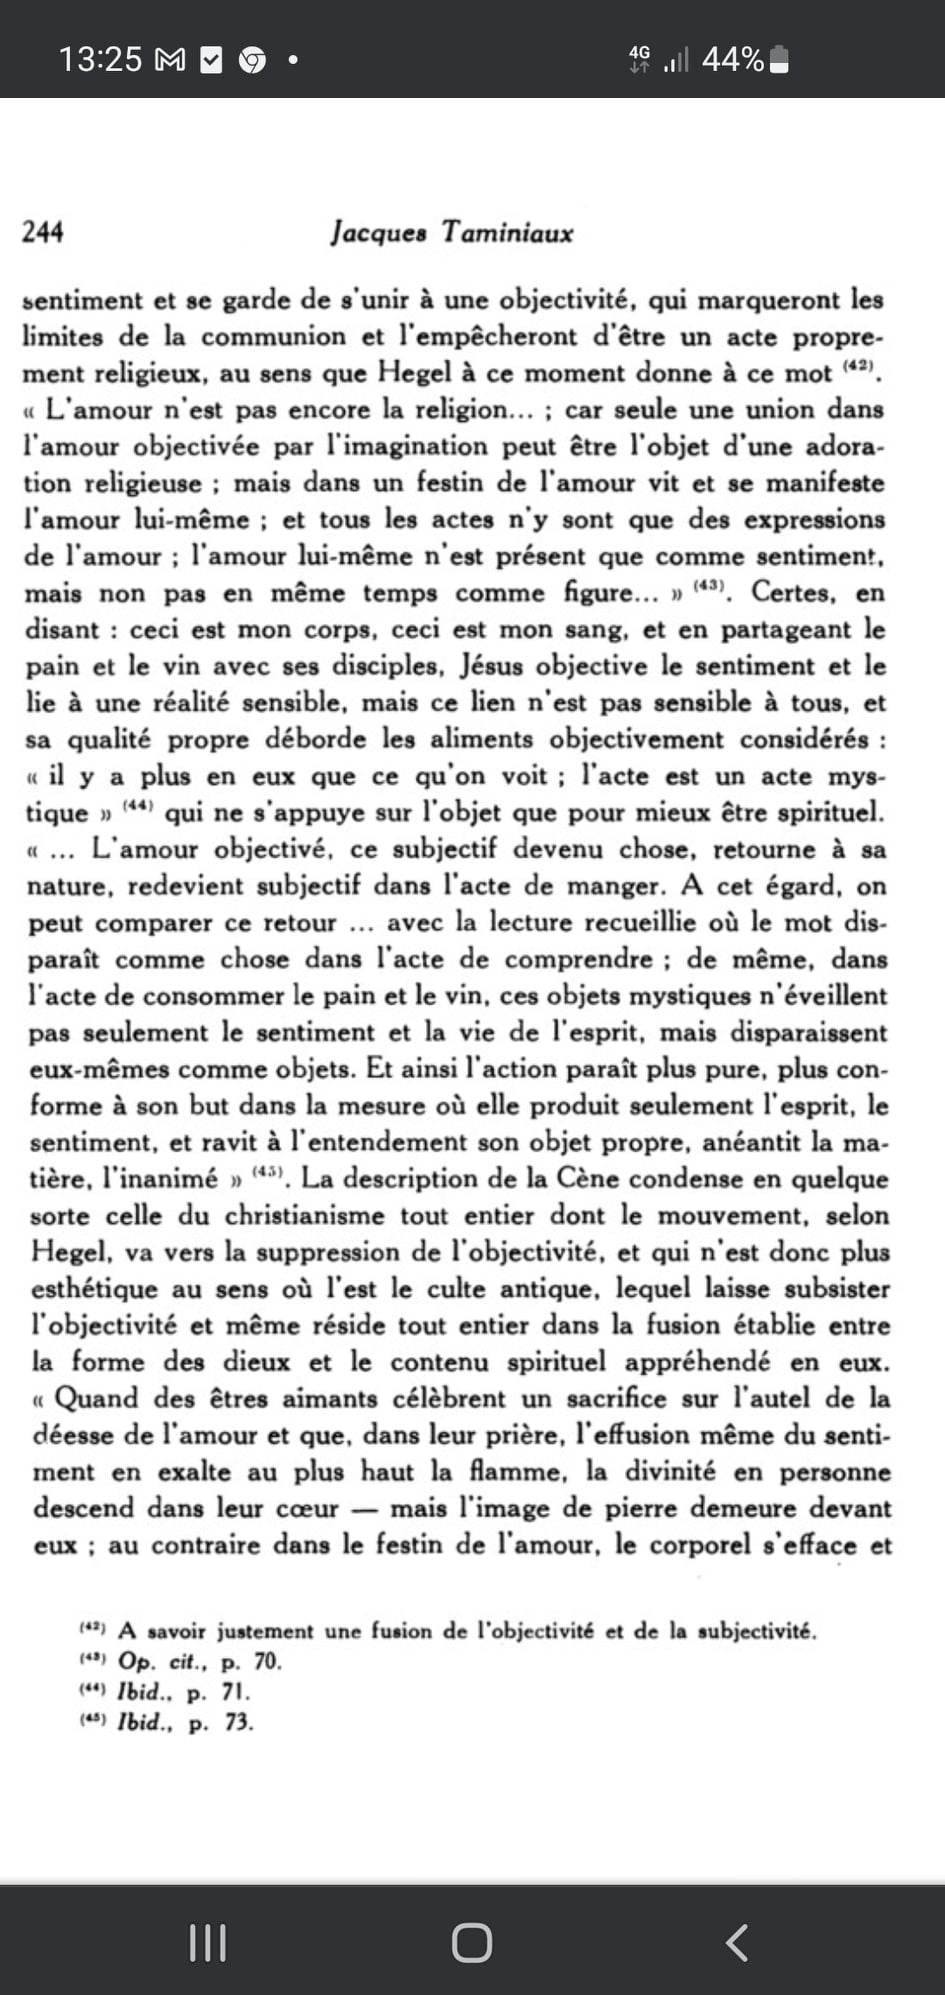 13:25 4G 44%
244 Jacques Taminiaux
sentiment et se garde de s'unir à une objectivité, qui marqueront les
limites de la communion et l'empêcheront d'être un acte propre-
ment religieux, au sens que Hegel à ce moment donne à ce mot (42).
« L'amour n'est pas encore la religion... ; car seule une union dans
l'amour objectivée par l'imagination peut être l'objet d'une adora-
tion religieuse ; mais dans un festin de l'amour vit et se manifeste
l'amour lui-même ; et tous les actes n'y sont que des expressions
de l'amour ; l'amour lui-même n'est présent que comme sentiment,
mais non pas en même temps comme figure... » (43). Certes, en
disant : ceci est mon corps, ceci est mon sang, et en partageant le
pain et le vin avec ses disciples, Jésus objective le sentiment et le
lie à une réalité sensible, mais ce lien n'est pas sensible à tous, et
sa qualité propre déborde les aliments objectivement considérés :
« il y a plus en eux que ce qu'on voit ; l'acte est un acte mys-
tique » (44) qui ne s'appuye sur l'objet que pour mieux être spirituel.
« ... L'amour objectivé, ce subjectif devenu chose, retourne à sa
nature, redevient subjectif dans l'acte de manger. A cet égard, on
peut comparer ce retour ... avec la lecture recueillie où le mot dis-
paraît comme chose dans l'acte de comprendre ; de même, dans
l'acte de consommer le pain et le vin, ces objets mystiques n'éveillent
pas seulement le sentiment et la vie de l'esprit, mais disparaissent
eux-mêmes comme objets. Et ainsi l'action paraît plus pure, plus con-
forme à son but dans la mesure où elle produit seulement l'esprit, le
sentiment, et ravit à l'entendement son objet propre, anéantit la ma-
tière, l'inanimé » (45). La description de la Cène condense en quelque
sorte celle du christianisme tout entier dont le mouvement, selon
Hegel, va vers la suppression de l'objectivité, et qui n'est donc plus
esthétique au sens où l'est le culte antique, lequel laisse subsister
l'objectivité et même réside tout entier dans la fusion établie entre
la forme des dieux et le contenu spirituel appréhendé en eux.
« Quand des êtres aimants célèbrent un sacrifice sur l'autel de la
déesse de l'amour et que, dans leur prière, l'effusion même du senti-
ment en exalte au plus haut la flamme, la divinité en personne
descend dans leur cœur — mais l'image de pierre demeure devant
eux ; au contraire dans le festin de l'amour, le corporel s'efface et
(42) A savoir justement une fusion de l'objectivité et de la subjectivité.
(43) Op. cit., p. 70.
(44) Ibid., p. 71.
(45) Ibid., p. 73.